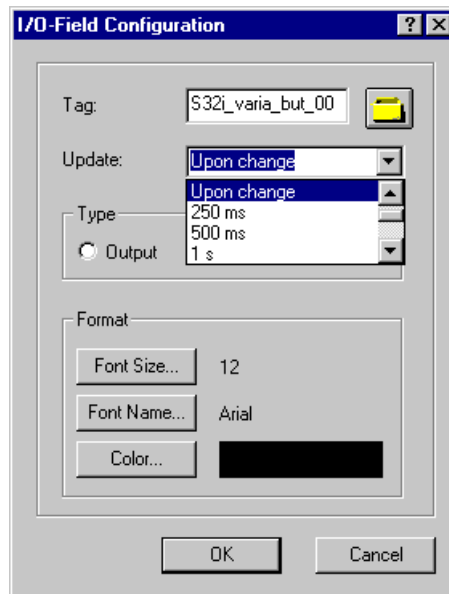 I/O-Field Configuration
Tag: S32i_varia_but_00
Update: Upon change
Upon change
250 ms
500 ms
1 s
Type
Output
Format
Font Size... 12
Font Name... Arial
Color...
OK Cancel